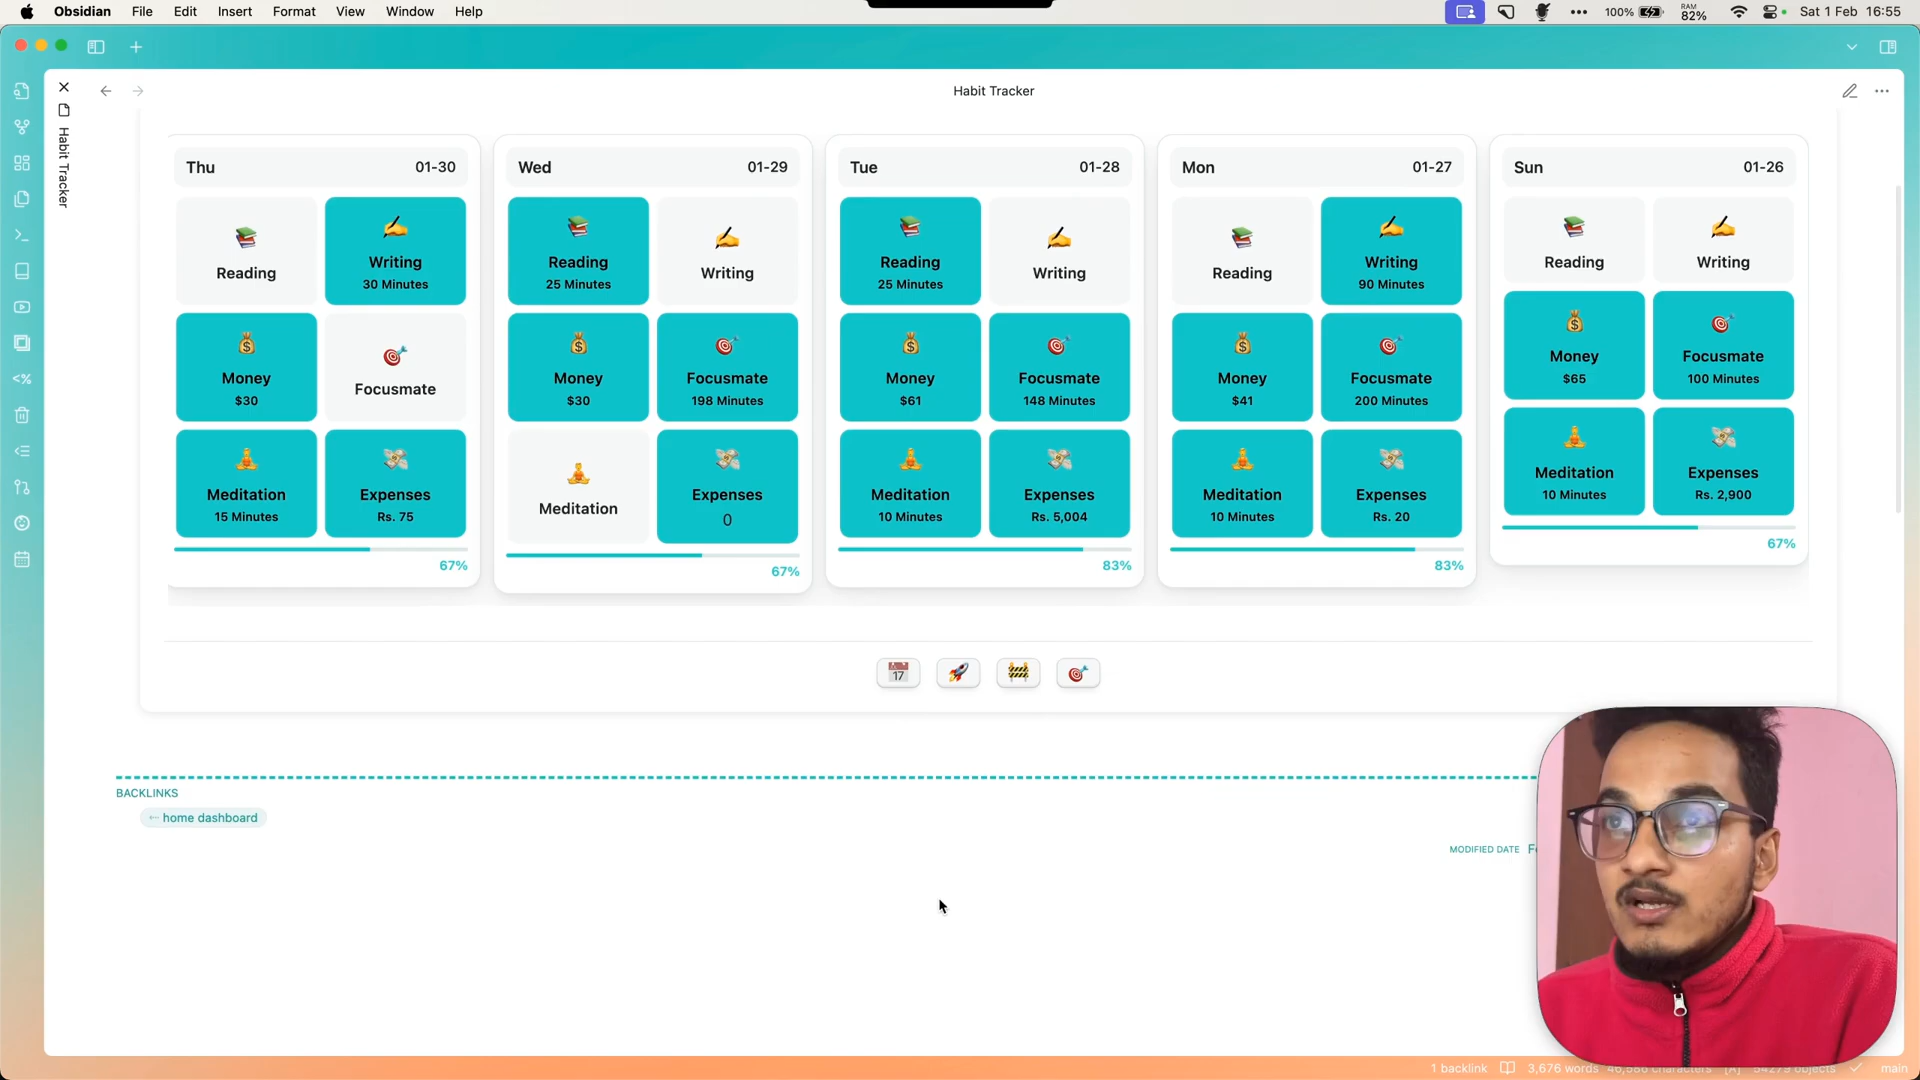 Obsidian File Edit Insert Format View Window Help 100% RAM 82% Sat 1 Feb 16:55
Habit Tracker
Habit Tracker
Thu 01-30
Reading
Writing
30 Minutes
Money
$30
Focusmate
Meditation
15 Minutes
Expenses
Rs. 75
67%
Wed 01-29
Reading
25 Minutes
Writing
Money
$30
Focusmate
198 Minutes
Meditation
Expenses
0
67%
Tue 01-28
Reading
25 Minutes
Writing
Money
$61
Focusmate
148 Minutes
Meditation
10 Minutes
Expenses
Rs. 5,004
83%
Mon 01-27
Reading
Writing
90 Minutes
Money
$41
Focusmate
200 Minutes
Meditation
10 Minutes
Expenses
Rs. 20
83%
Sun 01-26
Reading
Writing
Money
$65
Focusmate
100 Minutes
Meditation
10 Minutes
Expenses
Rs. 2,900
67%
17
BACKLINKS
home dashboard
MODIFIED DATE
1 backlink 3,676 words main